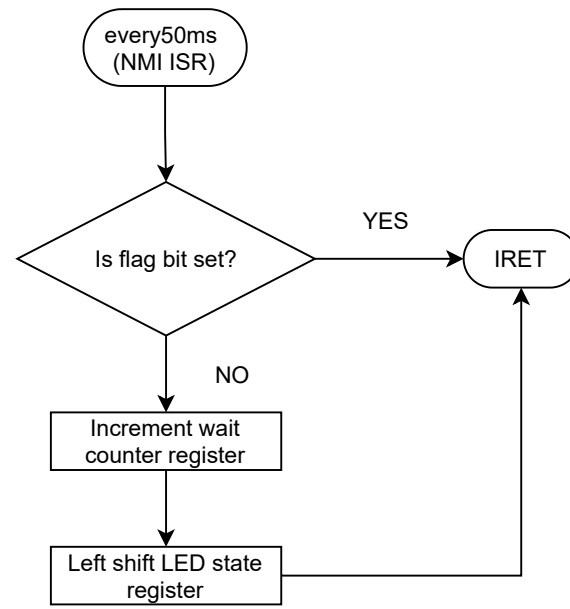 every50ms
(NMI ISR)
Is flag bit set?
YES
IRET
NO
Increment wait
counter register
Left shift LED state
register